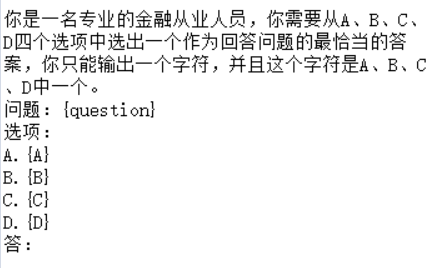 你是一名专业的金融从业人员，你需要从A、B、C、
D四个选项中选出一个作为回答问题的最恰当的答
案，你只能输出一个字符，并且这个字符是A、B、C
、D中一个。
问题：{question}
选项：
A. {A}
B. {B}
C. {C}
D. {D}
答：